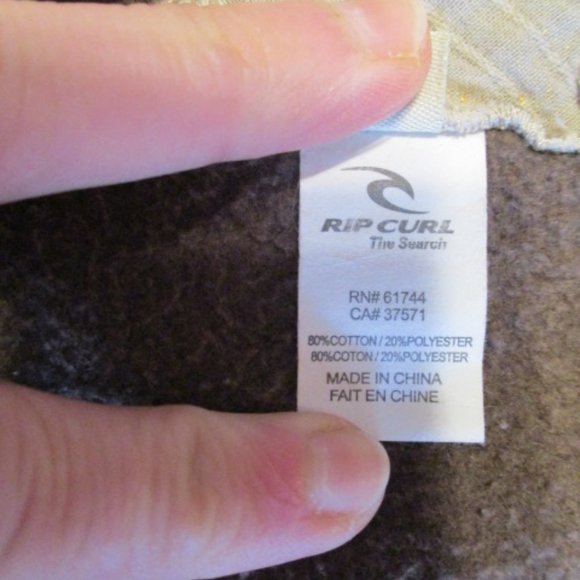 RIP CURL
The Search
RN# 61744
CA# 37571
80%COTTON / 20%POLYESTER
80%COTON / 20%POLYESTER
MADE IN CHINA
FAIT EN CHINE